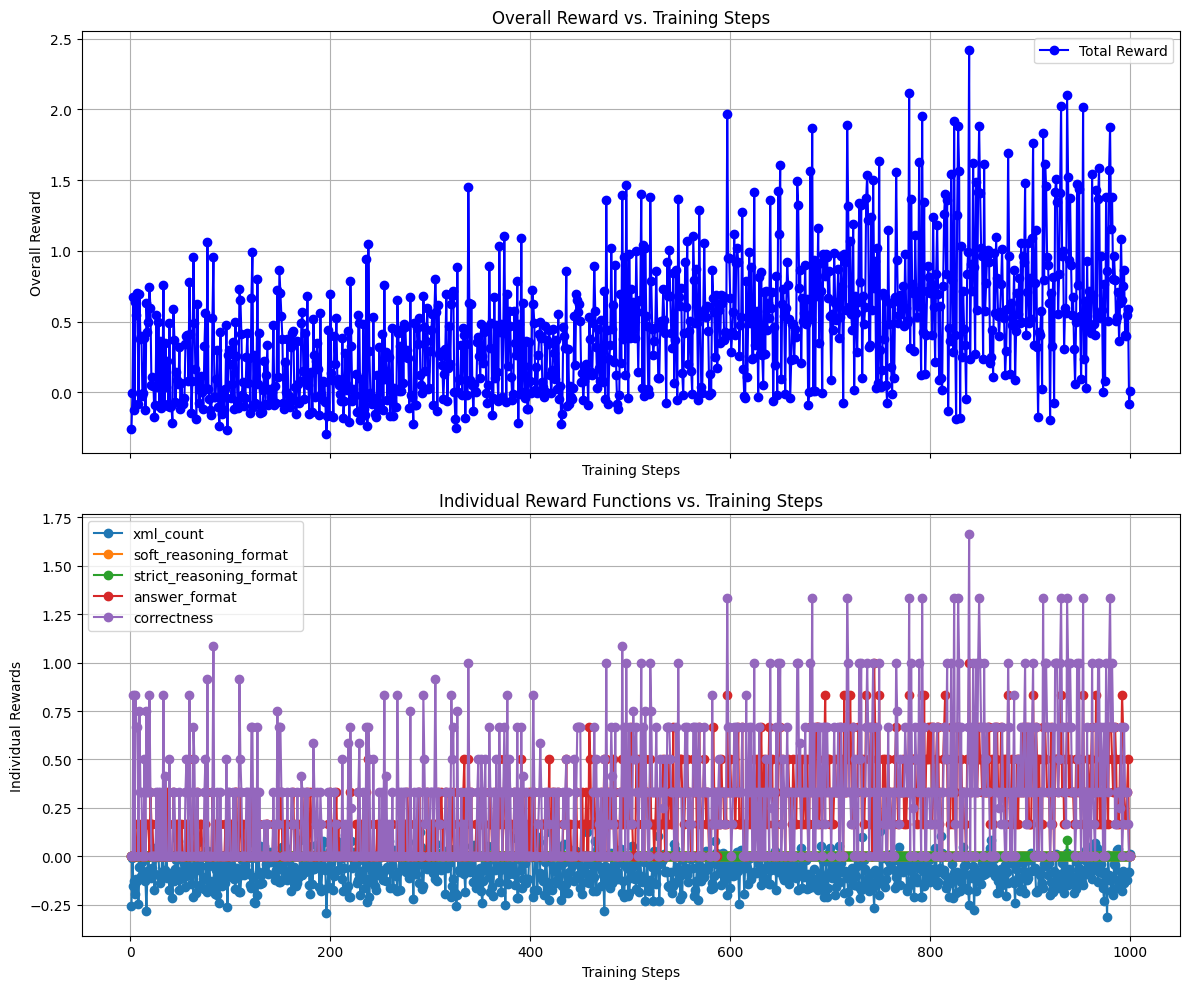 Overall Reward vs. Training Steps
2.5
2.0
1.5
1.0
0.5
0.0
Overall Reward
Total Reward
Training Steps
Individual Reward Functions vs. Training Steps
1.75
1.50
1.25
1.00
0.75
0.50
0.25
0.00
−0.25
Individual Rewards
xml_count
soft_reasoning_format
strict_reasoning_format
answer_format
correctness
0
200
400
600
800
1000
Training Steps